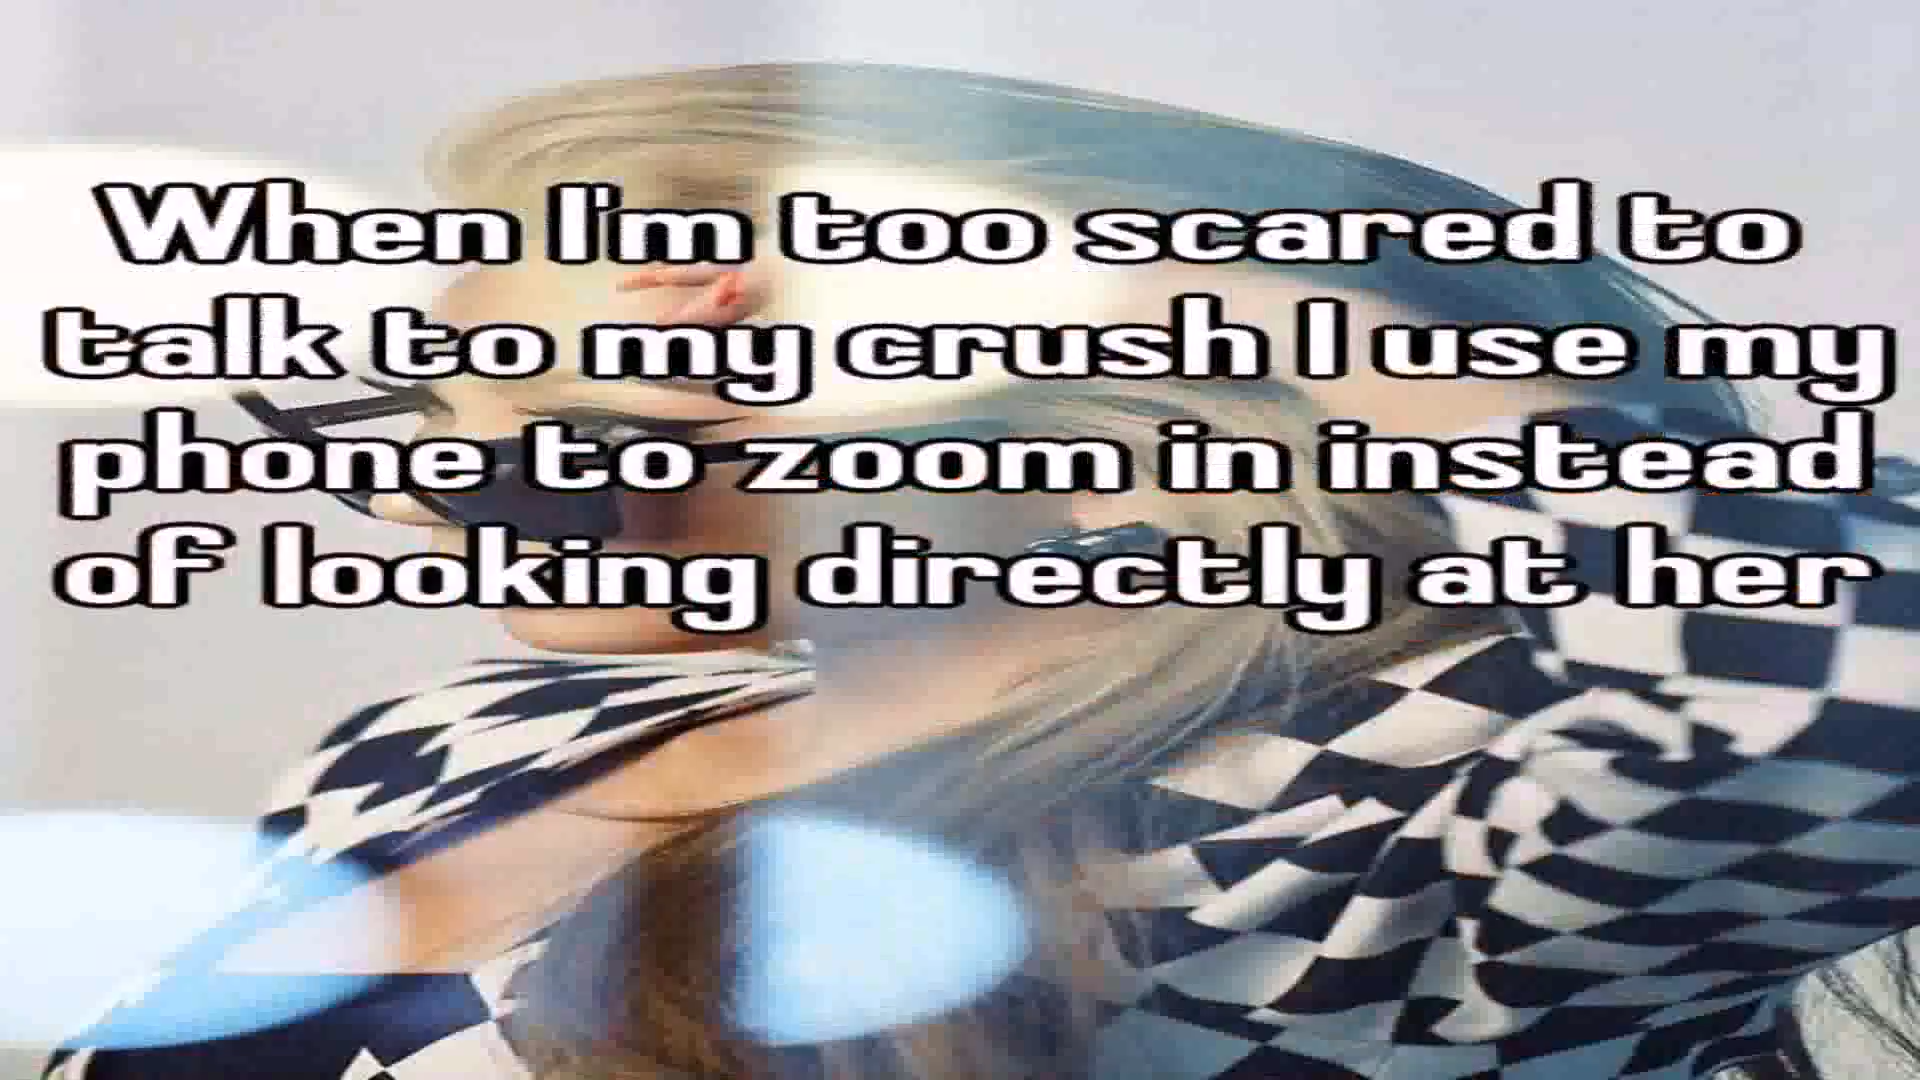 When I'm too scared to
talk to my crush I use my
phone to zoom in instead
of looking directly at her